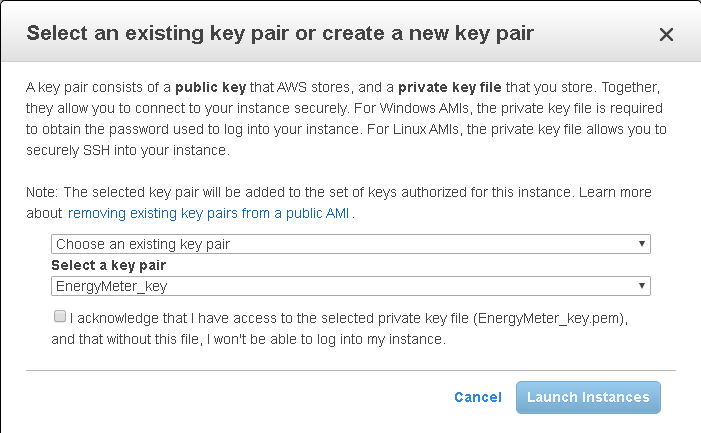 Select an existing key pair or create a new key pair
A key pair consists of a public key that AWS stores, and a private key file that you store. Together,
they allow you to connect to your instance securely. For Windows AMIs, the private key file is required
to obtain the password used to log into your instance. For Linux AMIs, the private key file allows you to
securely SSH into your instance.
Note: The selected key pair will be added to the set of keys authorized for this instance. Learn more
about removing existing key pairs from a public AMI.
Choose an existing key pair
Select a key pair
EnergyMeter_key
I acknowledge that I have access to the selected private key file (EnergyMeter_key.pem),
and that without this file, I won't be able to log into my instance.
Cancel Launch Instances